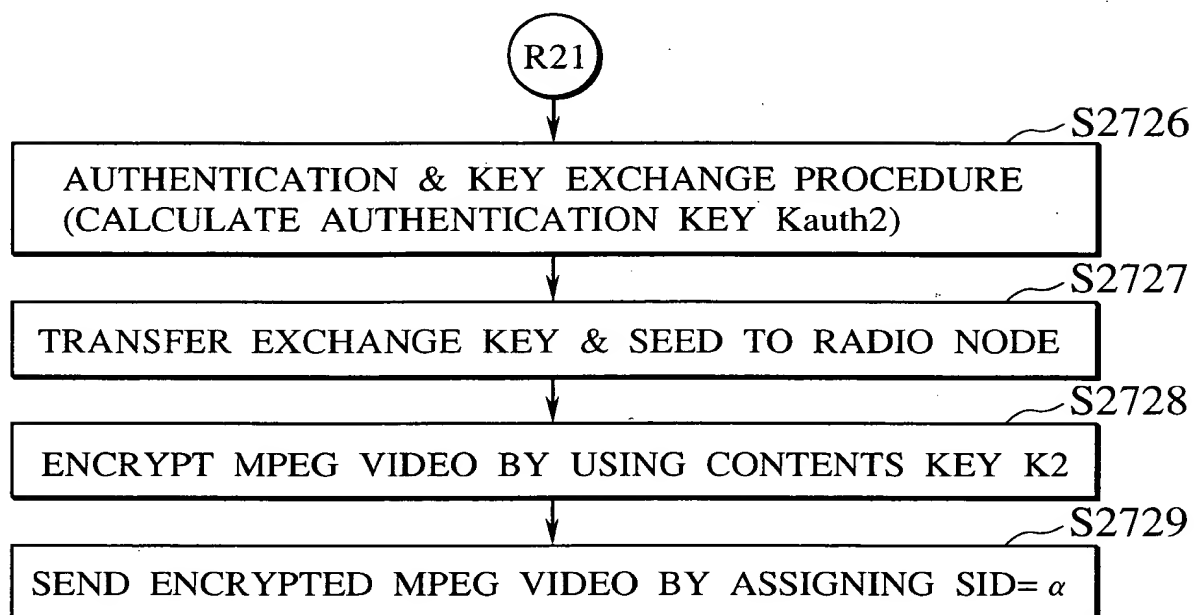 R21
S2726
AUTHENTICATION & KEY EXCHANGE PROCEDURE
(CALCULATE AUTHENTICATION KEY Kauth2)
S2727
TRANSFER EXCHANGE KEY & SEED TO RADIO NODE
S2728
ENCRYPT MPEG VIDEO BY USING CONTENTS KEY K2
S2729
SEND ENCRYPTED MPEG VIDEO BY ASSIGNING SID= α